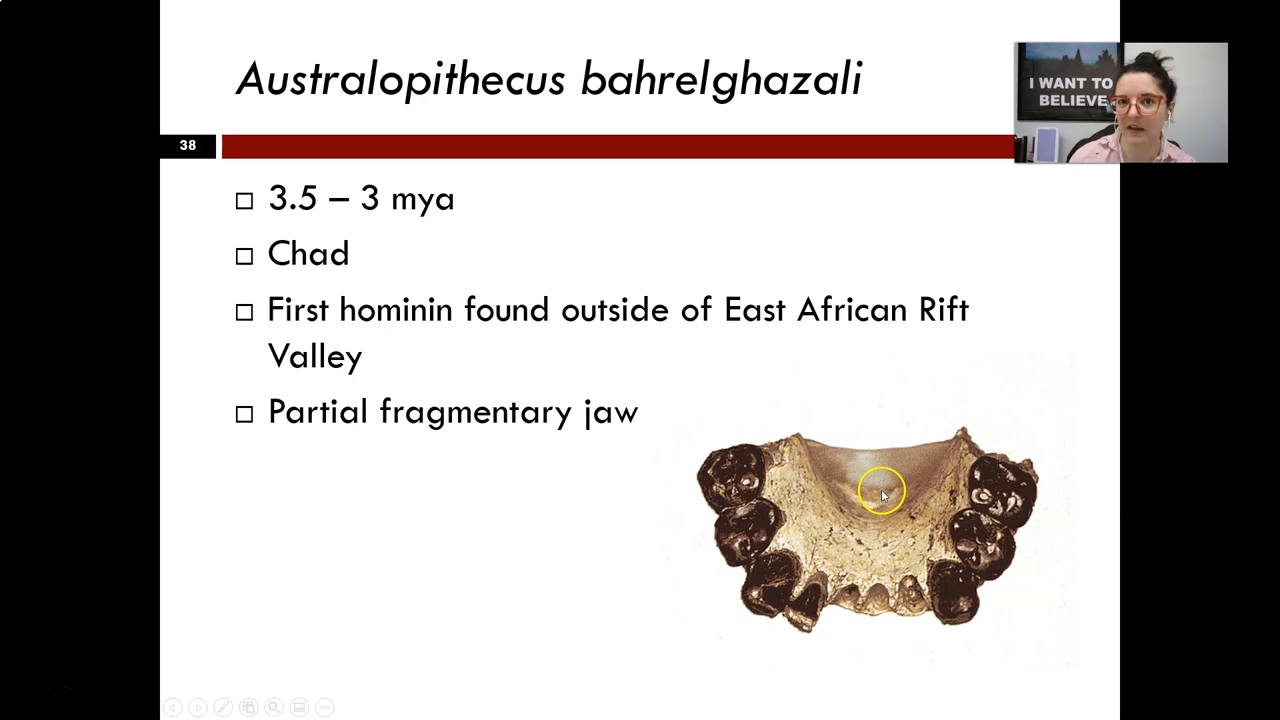 Australopithecus bahrelghazali
I WANT TO
BELIEVE
38
3.5 – 3 mya
Chad
First hominin found outside of East African Rift
Valley
Partial fragmentary jaw